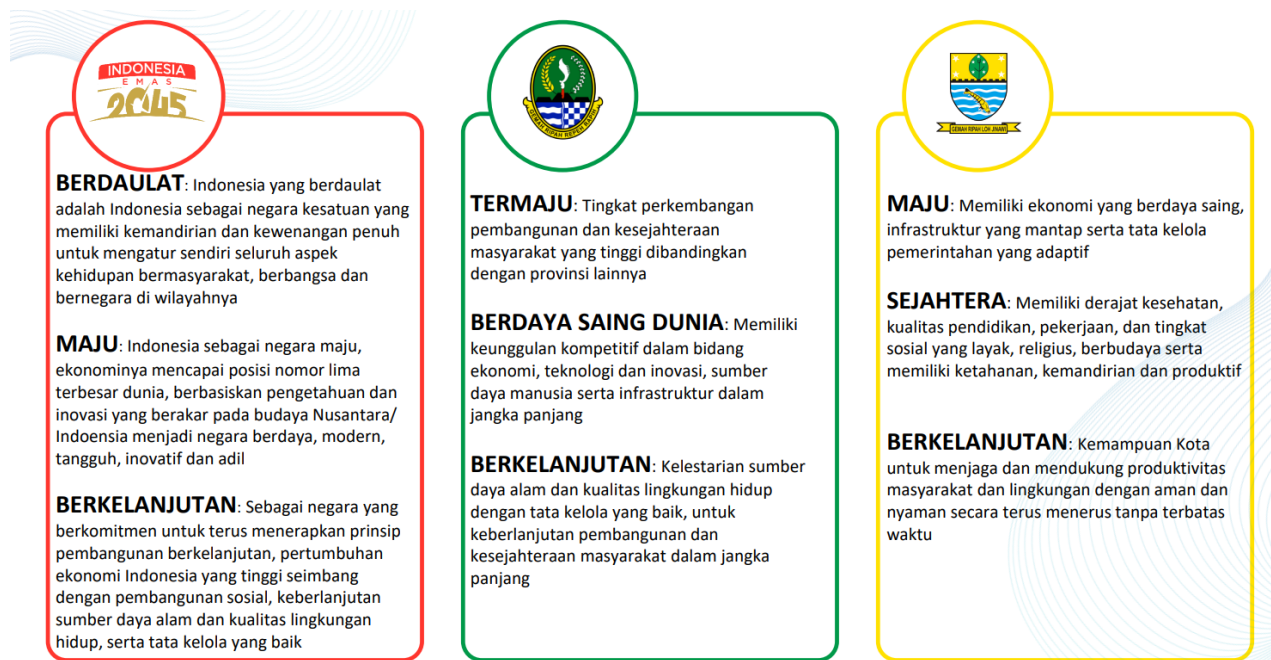 INDONESIA
EMAS
2045
BERDAULAT: Indonesia yang berdaulat
adalah Indonesia sebagai negara kesatuan yang
memiliki kemandirian dan kewenangan penuh
untuk mengatur sendiri seluruh aspek
kehidupan bermasyarakat, berbangsa dan
bernegara di wilayahnya
MAJU: Indonesia sebagai negara maju,
ekonominya mencapai posisi nomor lima
terbesar dunia, berbasiskan pengetahuan dan
inovasi yang berakar pada budaya Nusantara/
Indoensia menjadi negara berdaya, modern,
tangguh, inovatif dan adil
BERKELANJUTAN: Sebagai negara yang
berkomitmen untuk terus menerapkan prinsip
pembangunan berkelanjutan, pertumbuhan
ekonomi Indonesia yang tinggi seimbang
dengan pembangunan sosial, keberlanjutan
sumber daya alam dan kualitas lingkungan
hidup, serta tata kelola yang baik
GEMAH RIPAH REPEH RAPIH
TERMAJU: Tingkat perkembangan
pembangunan dan kesejahteraan
masyarakat yang tinggi dibandingkan
dengan provinsi lainnya
BERDAYA SAING DUNIA: Memiliki
keunggulan kompetitif dalam bidang
ekonomi, teknologi dan inovasi, sumber
daya manusia serta infrastruktur dalam
jangka panjang
BERKELANJUTAN: Kelestarian sumber
daya alam dan kualitas lingkungan hidup
dengan tata kelola yang baik, untuk
keberlanjutan pembangunan dan
kesejahteraan masyarakat dalam jangka
panjang
GEMAH RIPAH LOH JINAWI
MAJU: Memiliki ekonomi yang berdaya saing,
infrastruktur yang mantap serta tata kelola
pemerintahan yang adaptif
SEJAHTERA: Memiliki derajat kesehatan,
kualitas pendidikan, pekerjaan, dan tingkat
sosial yang layak, religius, berbudaya serta
memiliki ketahanan, kemandirian dan produktif
BERKELANJUTAN: Kemampuan Kota
untuk menjaga dan mendukung produktivitas
masyarakat dan lingkungan dengan aman dan
nyaman secara terus menerus tanpa terbatas
waktu